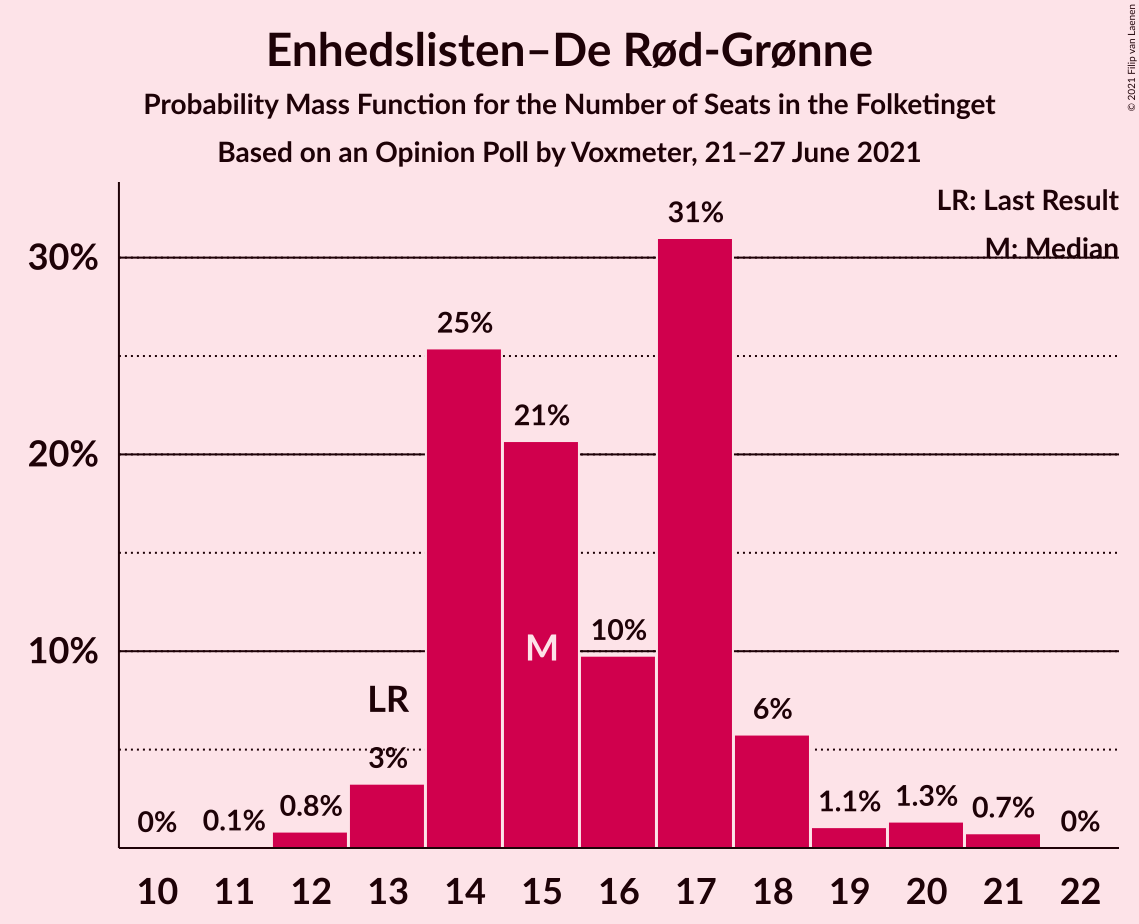 Enhedslisten–De Rød-Grønne
Probability Mass Function for the Number of Seats in the Folketinget
Based on an Opinion Poll by Voxmeter, 21–27 June 2021
© 2021 Filip van Laenen
LR: Last Result
M: Median
30%
20%
10%
0%
0.1%
0.8%
LR
3%
25%
21%
M
10%
31%
6%
1.1%
1.3%
0.7%
0%
10 11 12 13 14 15 16 17 18 19 20 21 22